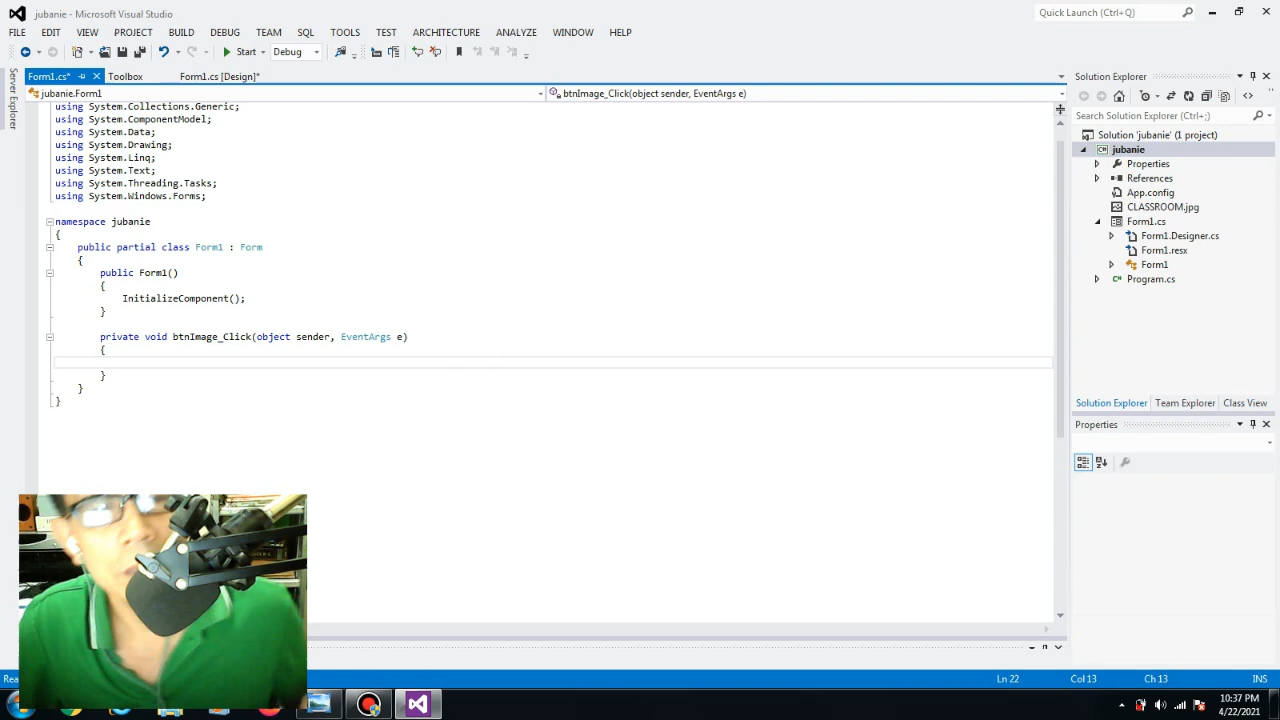 jubanie - Microsoft Visual Studio
Quick Launch (Ctrl+Q)
FILE EDIT VIEW PROJECT BUILD DEBUG TEAM SQL TOOLS TEST ARCHITECTURE ANALYZE WINDOW HELP
Start Debug
Form1.cs* Toolbox Form1.cs [Design]*
Server Explorer
jubanie.Form1 btnImage_Click(object sender, EventArgs e)
using System.Collections.Generic;
using System.ComponentModel;
using System.Data;
using System.Drawing;
using System.Linq;
using System.Text;
using System.Threading.Tasks;
using System.Windows.Forms;
namespace jubanie
{
public partial class Form1 : Form
{
public Form1()
{
InitializeComponent();
}
private void btnImage_Click(object sender, EventArgs e)
{
}
}
}
Solution Explorer
Search Solution Explorer (Ctrl+;)
Solution 'jubanie' (1 project)
jubanie
Properties
References
App.config
CLASSROOM.jpg
Form1.cs
Form1.Designer.cs
Form1.resx
Form1
Program.cs
Solution Explorer Team Explorer Class View
Properties
Ln 22 Col 13 Ch 13 INS
10:37 PM
4/22/2021